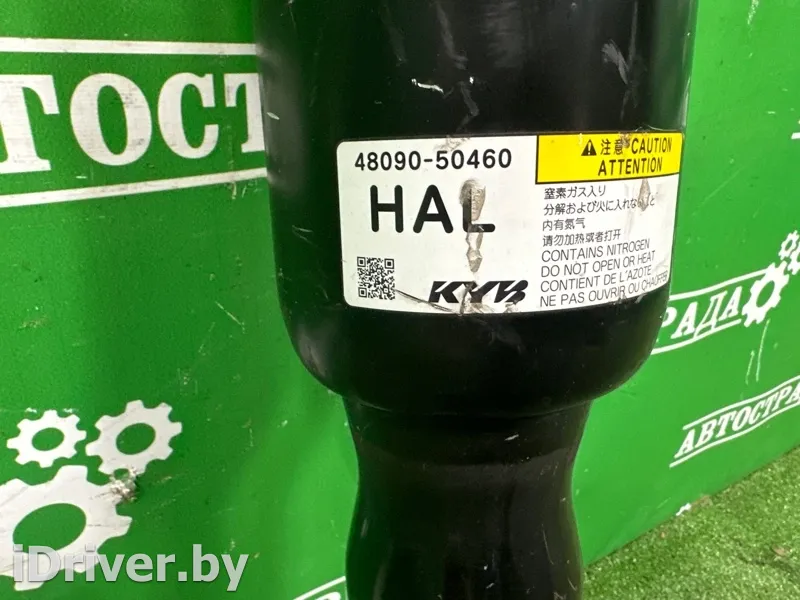 ТОСТ
48090-50460
HAL
KYB
⚠ 注意 CAUTION
ATTENTION
窒素ガス入り
分解および火に入れないこと
内有氮气
请勿加热或者打开
CONTAINS NITROGEN
DO NOT OPEN OR HEAT
CONTIENT DE L'AZOTE
NE PAS OUVRIR OU CHAUFFER
РАДА
АВТОСТРА
iDriver.by